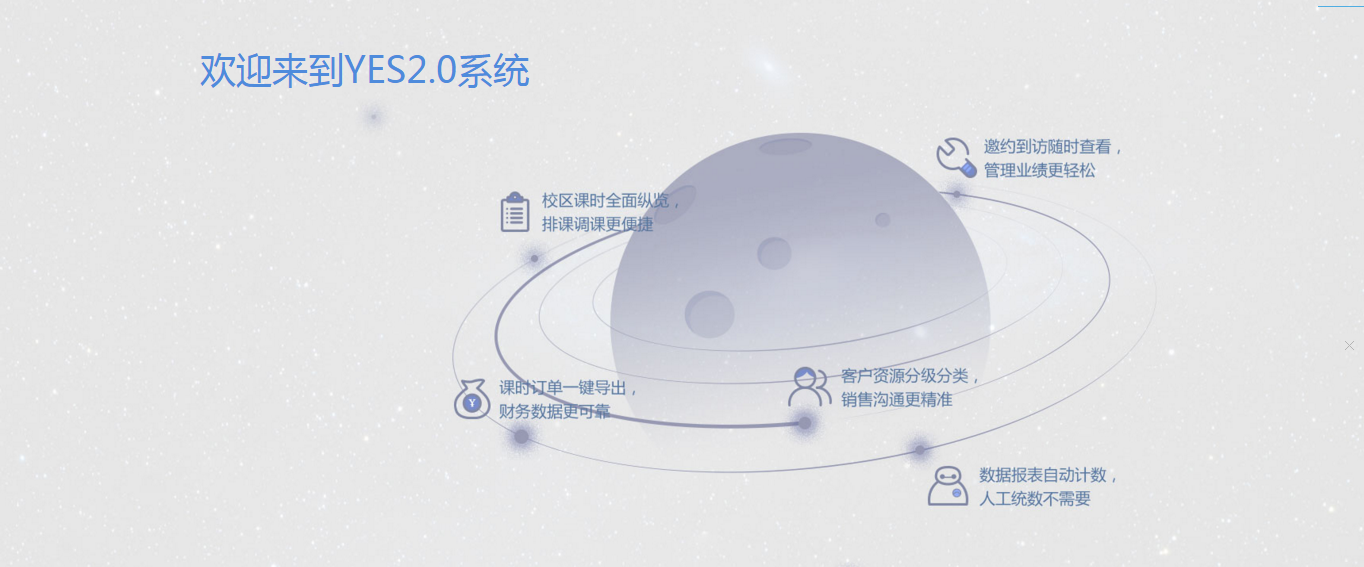 欢迎来到YES2.0系统
邀约到访随时查看，
管理业绩更轻松
校区课时全面纵览，
排课调课更便捷
客户资源分级分类，
销售沟通更精准
课时订单一键导出，
财务数据更可靠
数据报表自动计数，
人工统数不需要